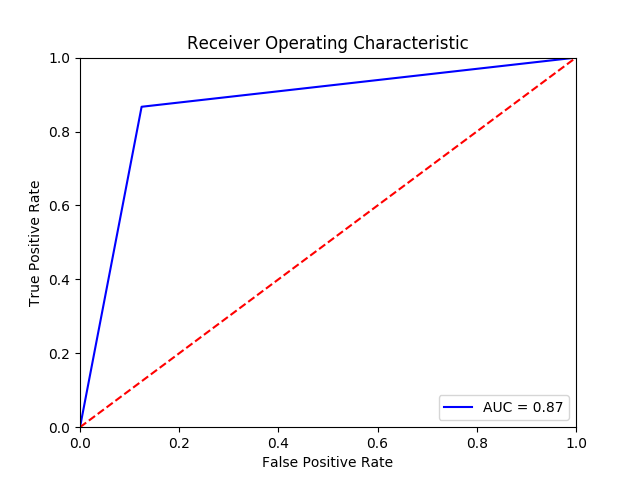 Receiver Operating Characteristic
1.0
0.8
0.6
0.4
0.2
0.0
True Positive Rate
AUC = 0.87
0.0 0.2 0.4 0.6 0.8 1.0
False Positive Rate